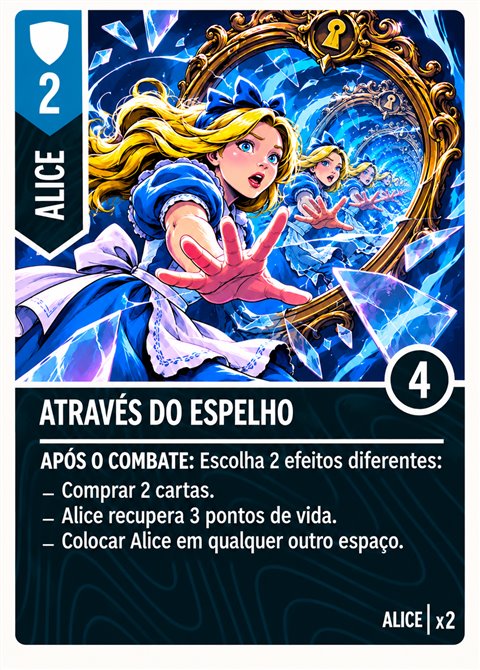 2
ALICE
4
ATRAVÉS DO ESPELHO
APÓS O COMBATE: Escolha 2 efeitos diferentes:
– Comprar 2 cartas.
– Alice recupera 3 pontos de vida.
– Colocar Alice em qualquer outro espaço.
ALICE | x2